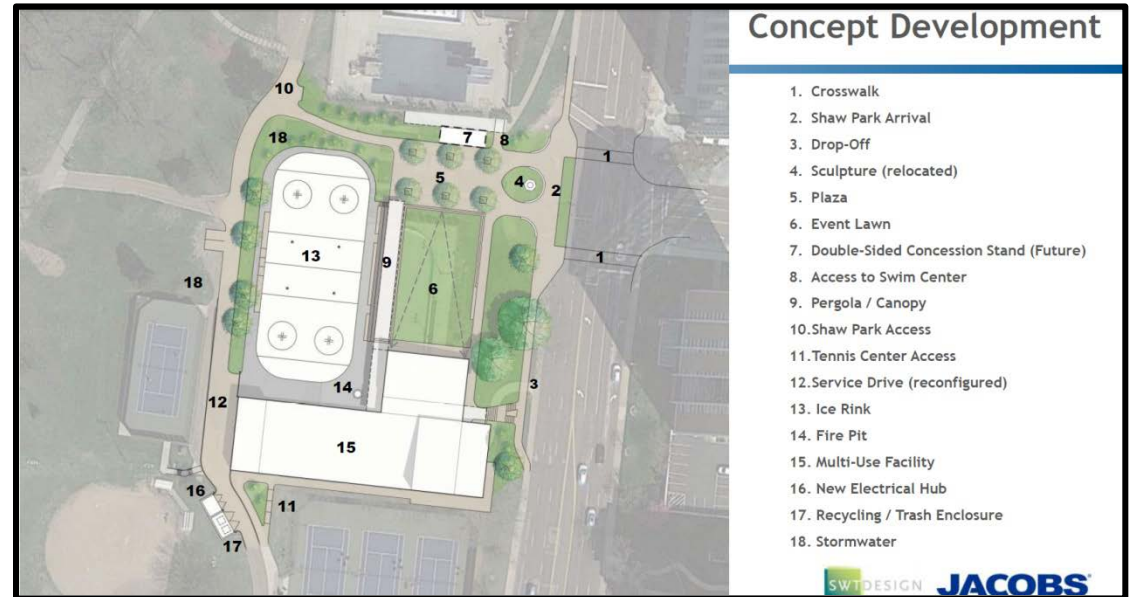 Concept Development
1. Crosswalk
2. Shaw Park Arrival
3. Drop-Off
4. Sculpture (relocated)
5. Plaza
6. Event Lawn
7. Double-Sided Concession Stand (Future)
8. Access to Swim Center
9. Pergola / Canopy
10.Shaw Park Access
11.Tennis Center Access
12.Service Drive (reconfigured)
13. Ice Rink
14. Fire Pit
15. Multi-Use Facility
16. New Electrical Hub
17. Recycling / Trash Enclosure
18. Stormwater
SWTDESIGN JACOBS
10
18
7
8
1
5
4
2
13
9
1
6
18
14
3
12
15
16
11
17